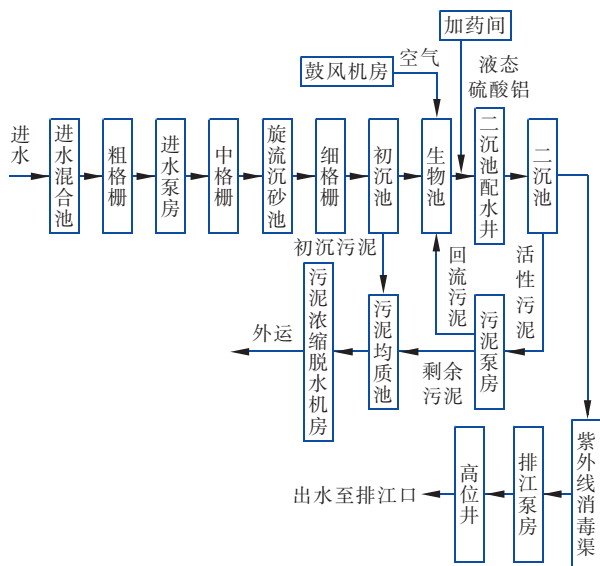 加药间
鼓风机房
空气
液态
硫酸铝
进水
进水混合池
粗格栅
进水泵房
中格栅
旋流沉砂池
细格栅
初沉池
生物池
二沉池配水井
二沉池
初沉污泥
回流污泥
活性污泥
外运
污泥浓缩脱水机房
污泥均质池
剩余
污泥
污泥泵房
出水至排江口
高位井
排江泵房
紫外线消毒渠